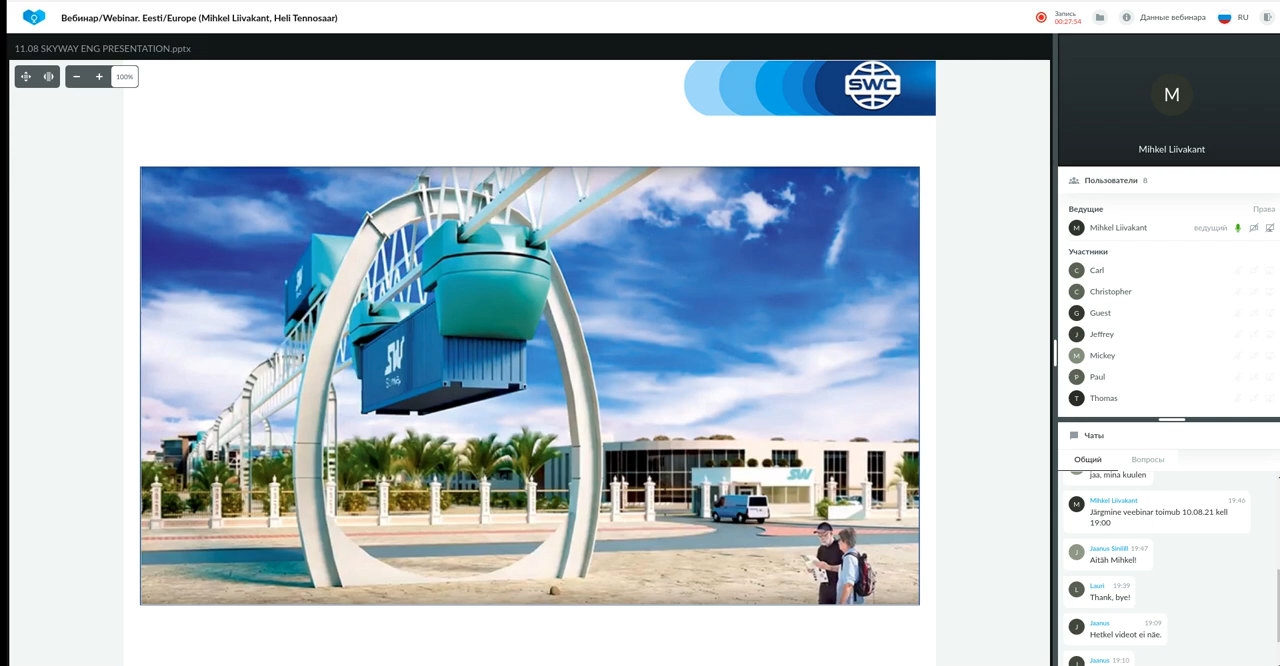 Вебинар/Webinar. Eesti/Europe (Mihkel Liivakant, Heli Tennosaar)
Запись
00:27:54
Данные вебинара
RU
11.08 SKYWAY ENG PRESENTATION.pptx
100%
SWC
SW
SW
M
Mihkel Liivakant
Пользователи 8
Ведущие Права
M Mihkel Liivakant ведущий
Участники
C Carl
C Christopher
G Guest
J Jeffrey
M Mickey
P Paul
T Thomas
Чаты
Общий Вопросы
jaa, mina kuulen
M Mihkel Liivakant 19:46
Järgmine veebinar toimub 10.08.21 kell
19:00
J Jaanus Sinilill 19:47
Aitäh Mihkel!
L Lauri 19:39
Thank, bye!
J Jaanus 19:09
Hetkel videot ei näe.
Jaanus 19:10